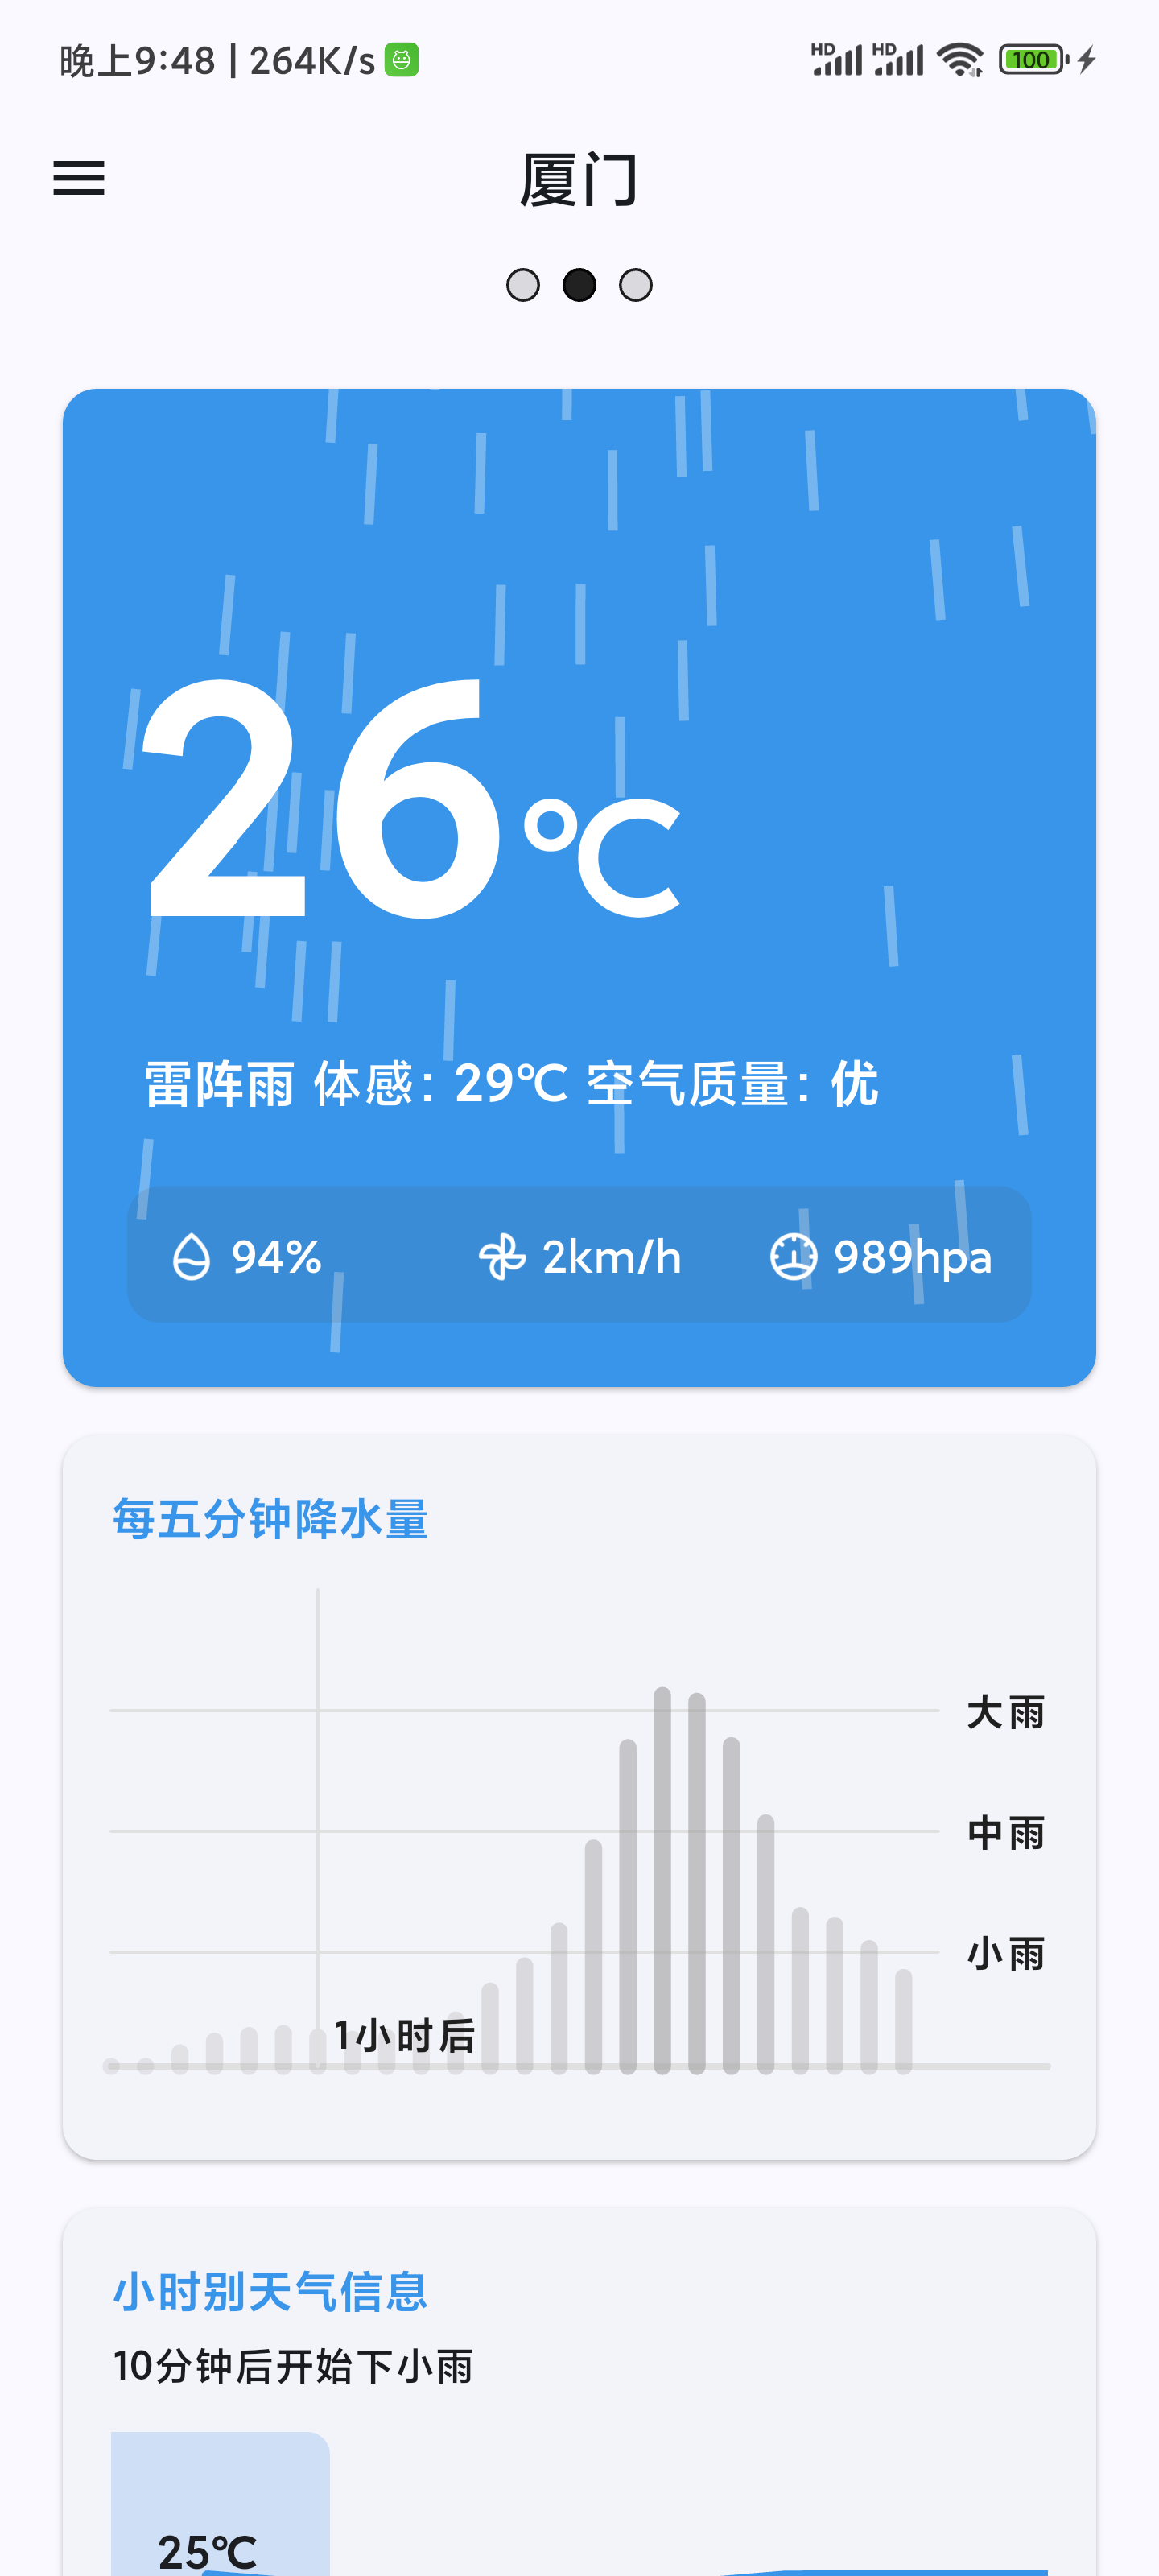 晚上9:48 | 264K/s HD HD 100
厦门
26℃
雷阵雨 体感: 29℃ 空气质量: 优
94% 2km/h 989hpa
每五分钟降水量
大雨
中雨
小雨
1小时后
小时别天气信息
10分钟后开始下小雨
25℃